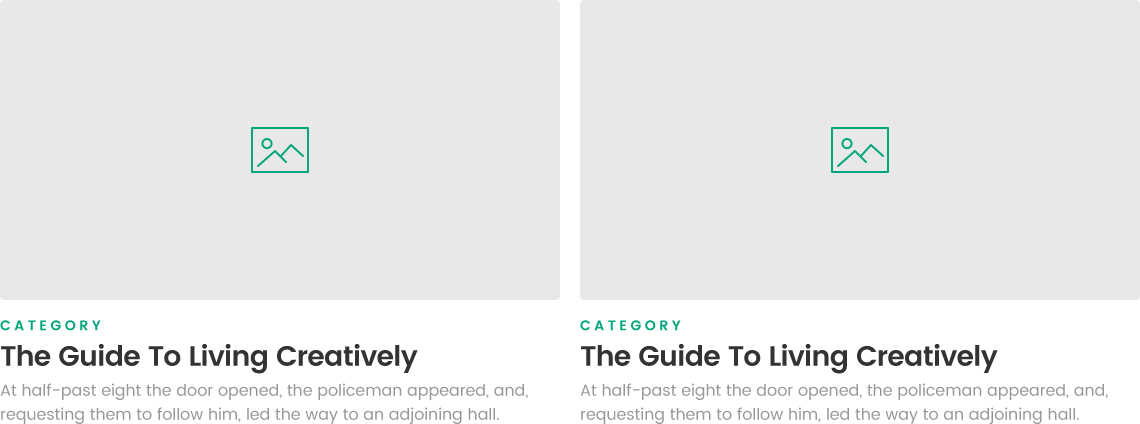 CATEGORY
The Guide To Living Creatively
At half-past eight the door opened, the policeman appeared, and,
requesting them to follow him, led the way to an adjoining hall.
CATEGORY
The Guide To Living Creatively
At half-past eight the door opened, the policeman appeared, and,
requesting them to follow him, led the way to an adjoining hall.